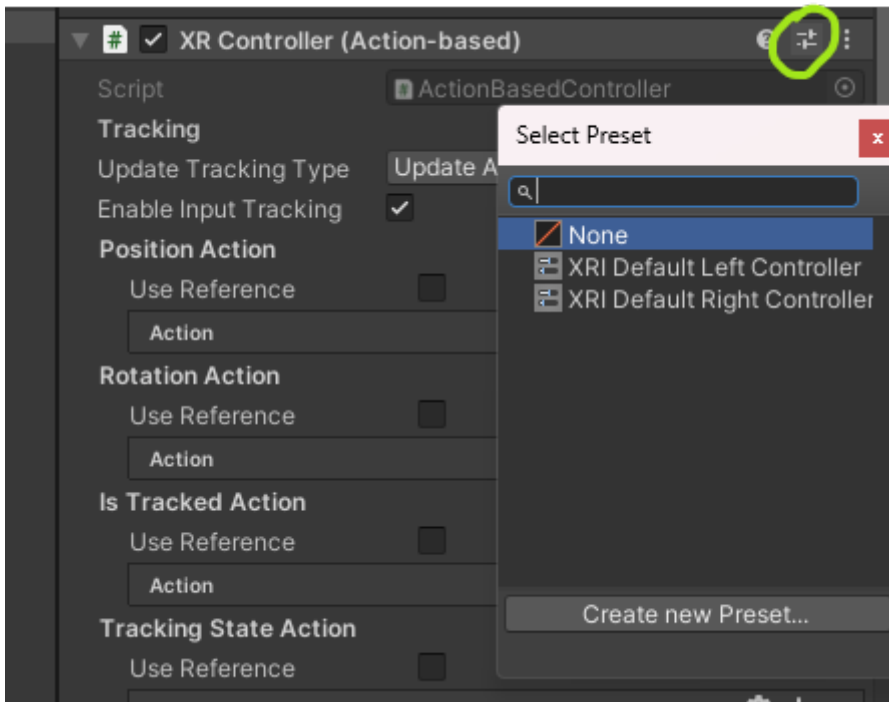 XR Controller (Action-based)
Script
ActionBasedController
Tracking
Update Tracking Type
Update A
Enable Input Tracking
Position Action
Use Reference
Action
Rotation Action
Use Reference
Action
Is Tracked Action
Use Reference
Action
Tracking State Action
Use Reference
Select Preset
x
None
XRI Default Left Controller
XRI Default Right Controller
Create new Preset...